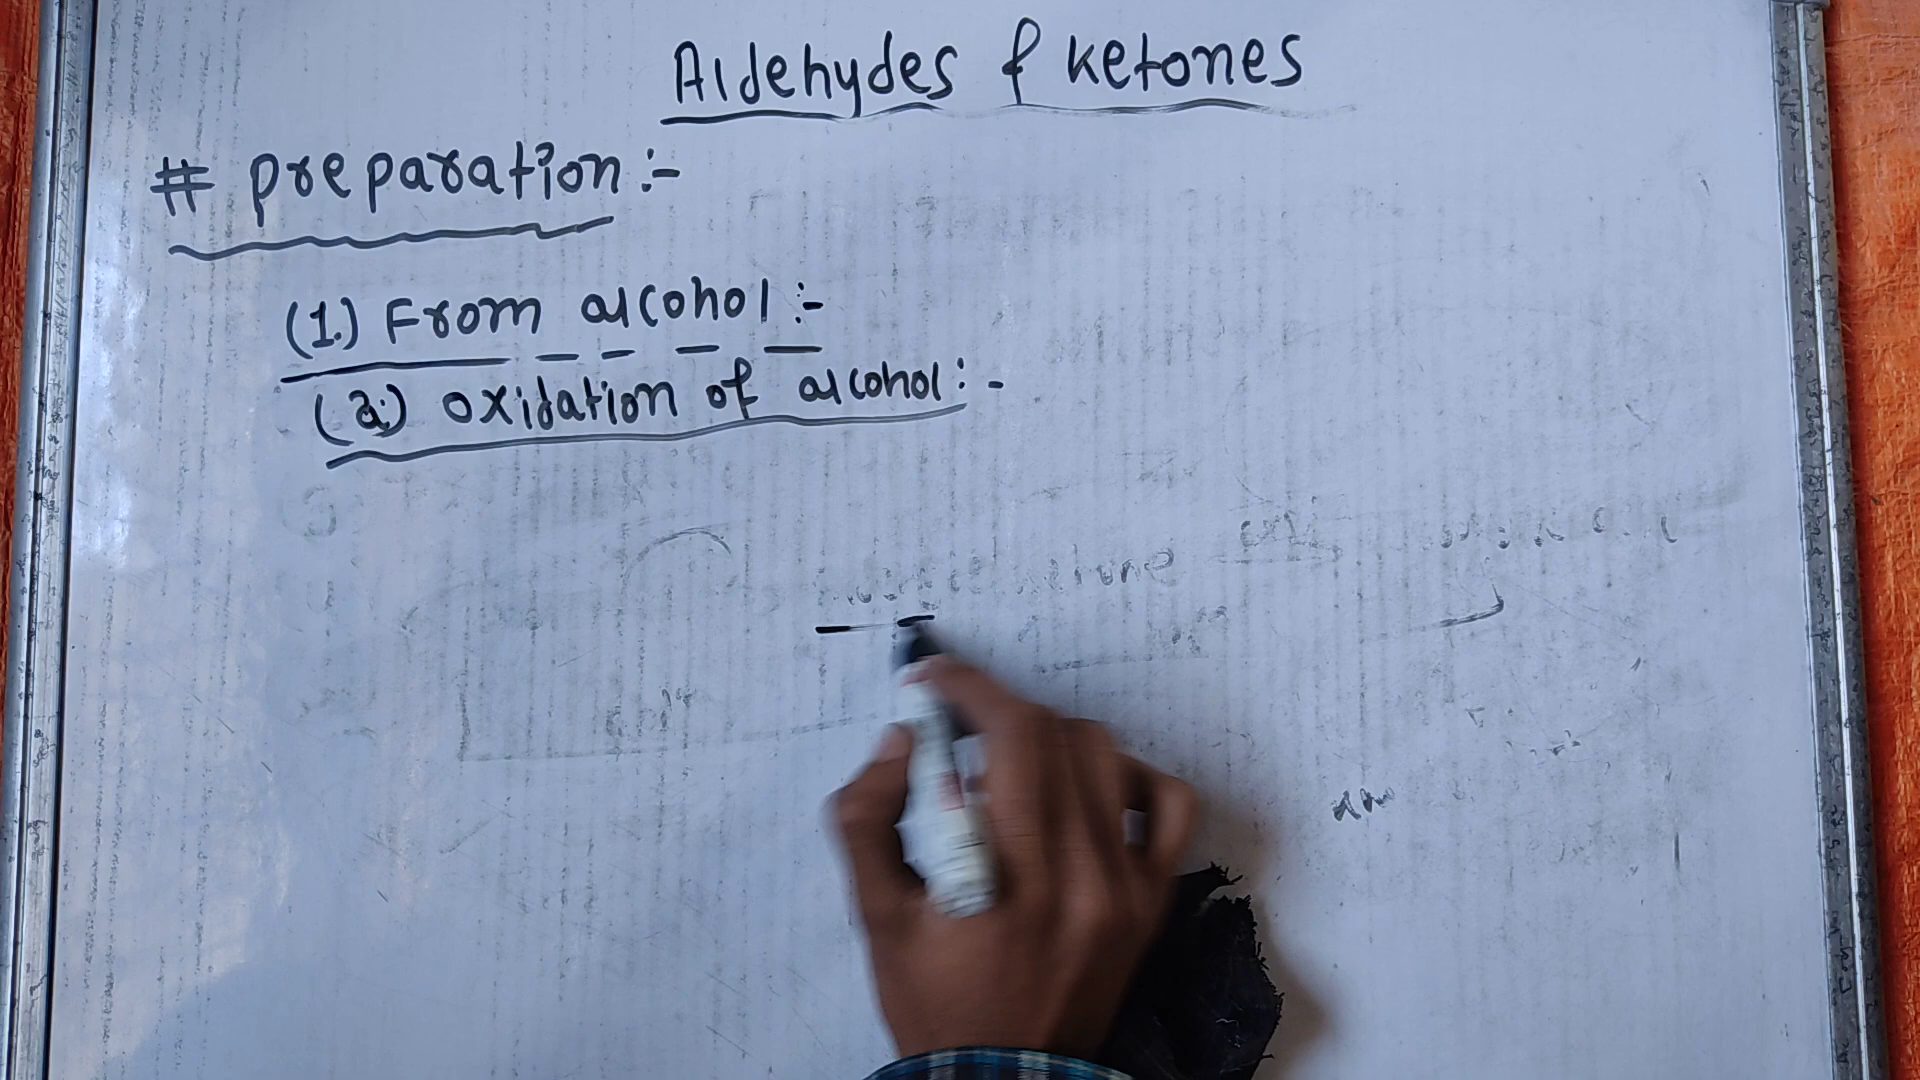 Aldehydes & Ketones
# preparation :-
(1.) From alcohol :-
(a.) oxidation of alcohol : -